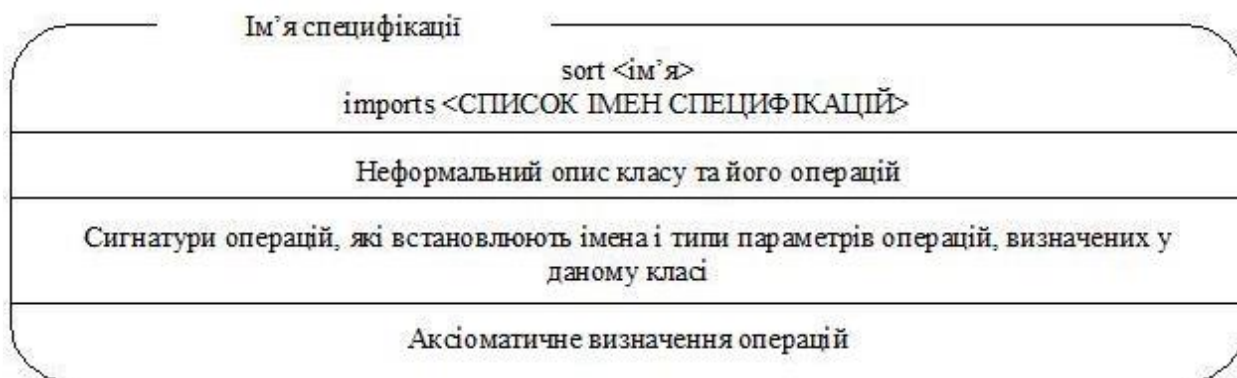 Ім’я специфікації
sort <ім’я>
imports <СПИСОК ІМЕН СПЕЦИФІКАЦІЙ>
Неформальний опис класу та його операцій
Сигнатури операцій, які встановлюють імена і типи параметрів операцій, визначених у
даному класі
Аксіоматичне визначення операцій